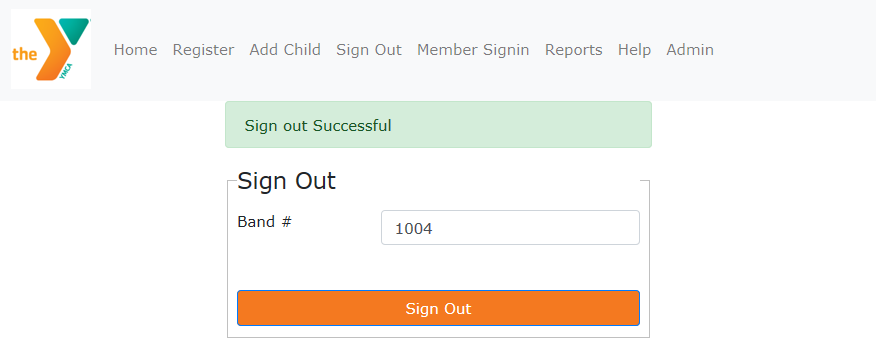 the
YMCA
Home Register Add Child Sign Out Member Signin Reports Help Admin
Sign out Successful
Sign Out
Band # 1004
Sign Out